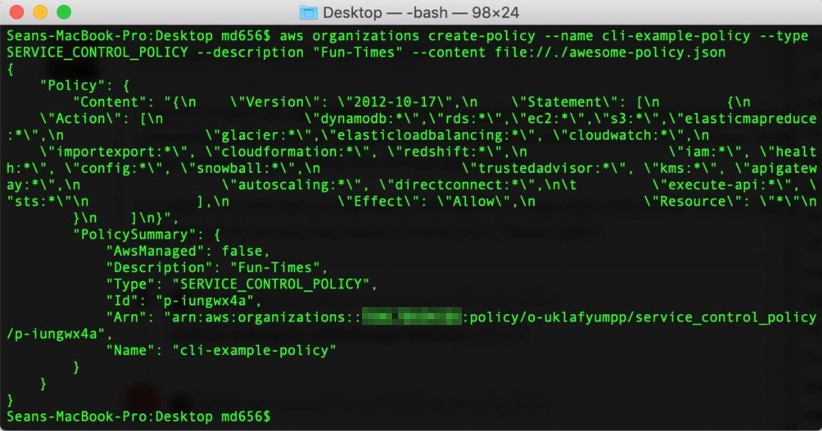 Desktop — -bash — 98×24
Seans-MacBook-Pro:Desktop md656$ aws organizations create-policy --name cli-example-policy --type
SERVICE_CONTROL_POLICY --description "Fun-Times" --content file://./awesome-policy.json
{
    "Policy": {
        "Content": "{\n    \"Version\": \"2012-10-17\",\n    \"Statement\": [\n        {\n
    \"Action\": [\n                \"dynamodb:*\",\"rds:*\",\"ec2:*\",\"s3:*\",\"elasticmapreduce
:*\",\n                \"glacier:*\",\"elasticloadbalancing:*\", \"cloudwatch:*\",\n
    \"importexport:*\", \"cloudformation:*\", \"redshift:*\",\n                \"iam:*\", \"healt
h:*\", \"config:*\", \"snowball:*\",\n                \"trustedadvisor:*\", \"kms:*\", \"apigatew
ay:*\",\n                \"autoscaling:*\", \"directconnect:*\",\n\t        \"execute-api:*\", \
"sts:*\"\n            ],\n            \"Effect\": \"Allow\",\n            \"Resource\": \"*\"\n
        }\n    ]\n}",
        "PolicySummary": {
            "AwsManaged": false,
            "Description": "Fun-Times",
            "Type": "SERVICE_CONTROL_POLICY",
            "Id": "p-iungwx4a",
            "Arn": "arn:aws:organizations:::policy/o-uklafyumpp/service_control_policy
/p-iungwx4a",
            "Name": "cli-example-policy"
        }
    }
}
Seans-MacBook-Pro:Desktop md656$